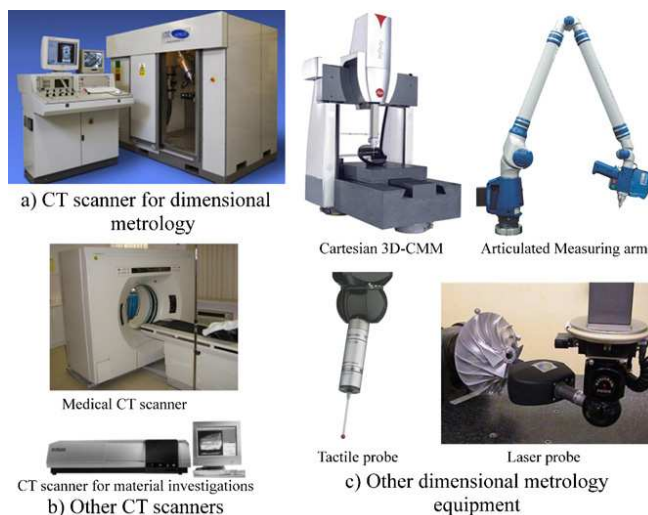 a) CT scanner for dimensional
metrology
Cartesian 3D-CMM
Articulated Measuring arm
Medical CT scanner
CT scanner for material investigations
b) Other CT scanners
Tactile probe
Laser probe
c) Other dimensional metrology
equipment